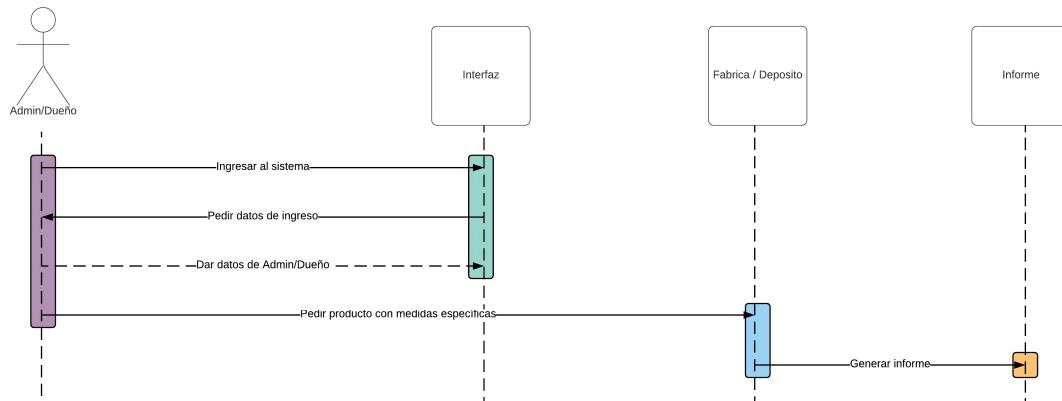 Interfaz
Fabrica / Deposito
Informe
Admin/Dueño
Ingresar al sistema
Pedir datos de ingreso
Dar datos de Admin/Dueño
Pedir producto con medidas especificas
Generar informe